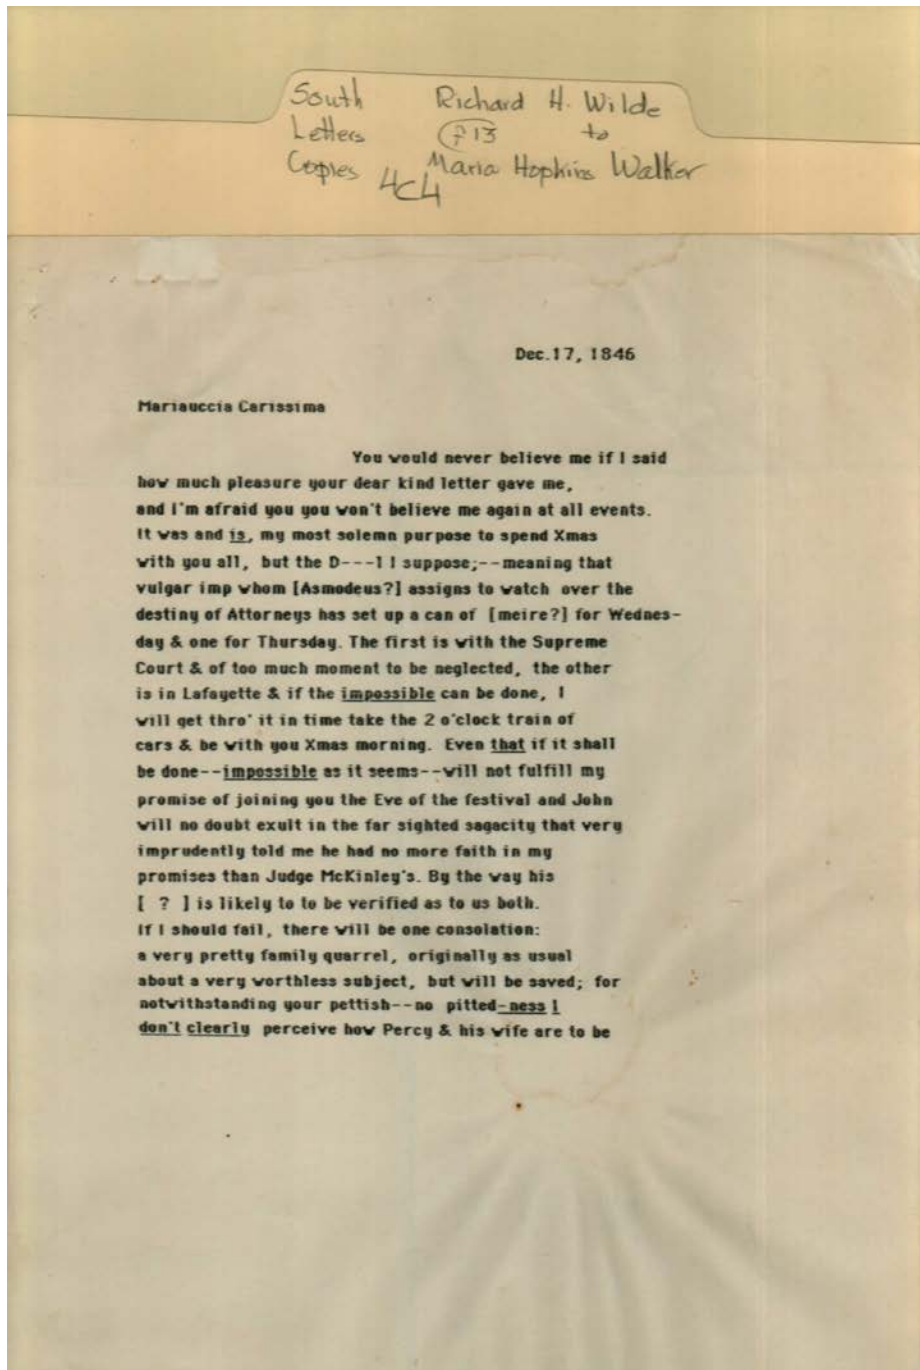 South Richard H. Wilde
Letters (p13 to
Copies 4C4 Maria Hopkins Walker
Dec.17, 1846
Mariauccia Carissima
You would never believe me if I said
how much pleasure your dear kind letter gave me,
and I'm afraid you you won't believe me again at all events.
It was and is, my most solemn purpose to spend Xmas
with you all, but the D---l I suppose;--meaning that
vulgar imp whom [Asmodeus?] assigns to watch over the
destiny of Attorneys has set up a can of [meire?] for Wednes-
day & one for Thursday. The first is with the Supreme
Court & of too much moment to be neglected, the other
is in Lafayette & if the impossible can be done, I
will get thro' it in time take the 2 o'clock train of
cars & be with you Xmas morning. Even that if it shall
be done--impossible as it seems--will not fulfill my
promise of joining you the Eve of the festival and John
will no doubt exult in the far sighted sagacity that very
imprudently told me he had no more faith in my
promises than Judge McKinley's. By the way his
[ ? ] is likely to to be verified as to us both.
If I should fail, there will be one consolation:
a very pretty family quarrel, originally as usual
about a very worthless subject, but will be saved; for
notwithstanding your pettish--no pitted-ness I
don't clearly perceive how Percy & his wife are to be